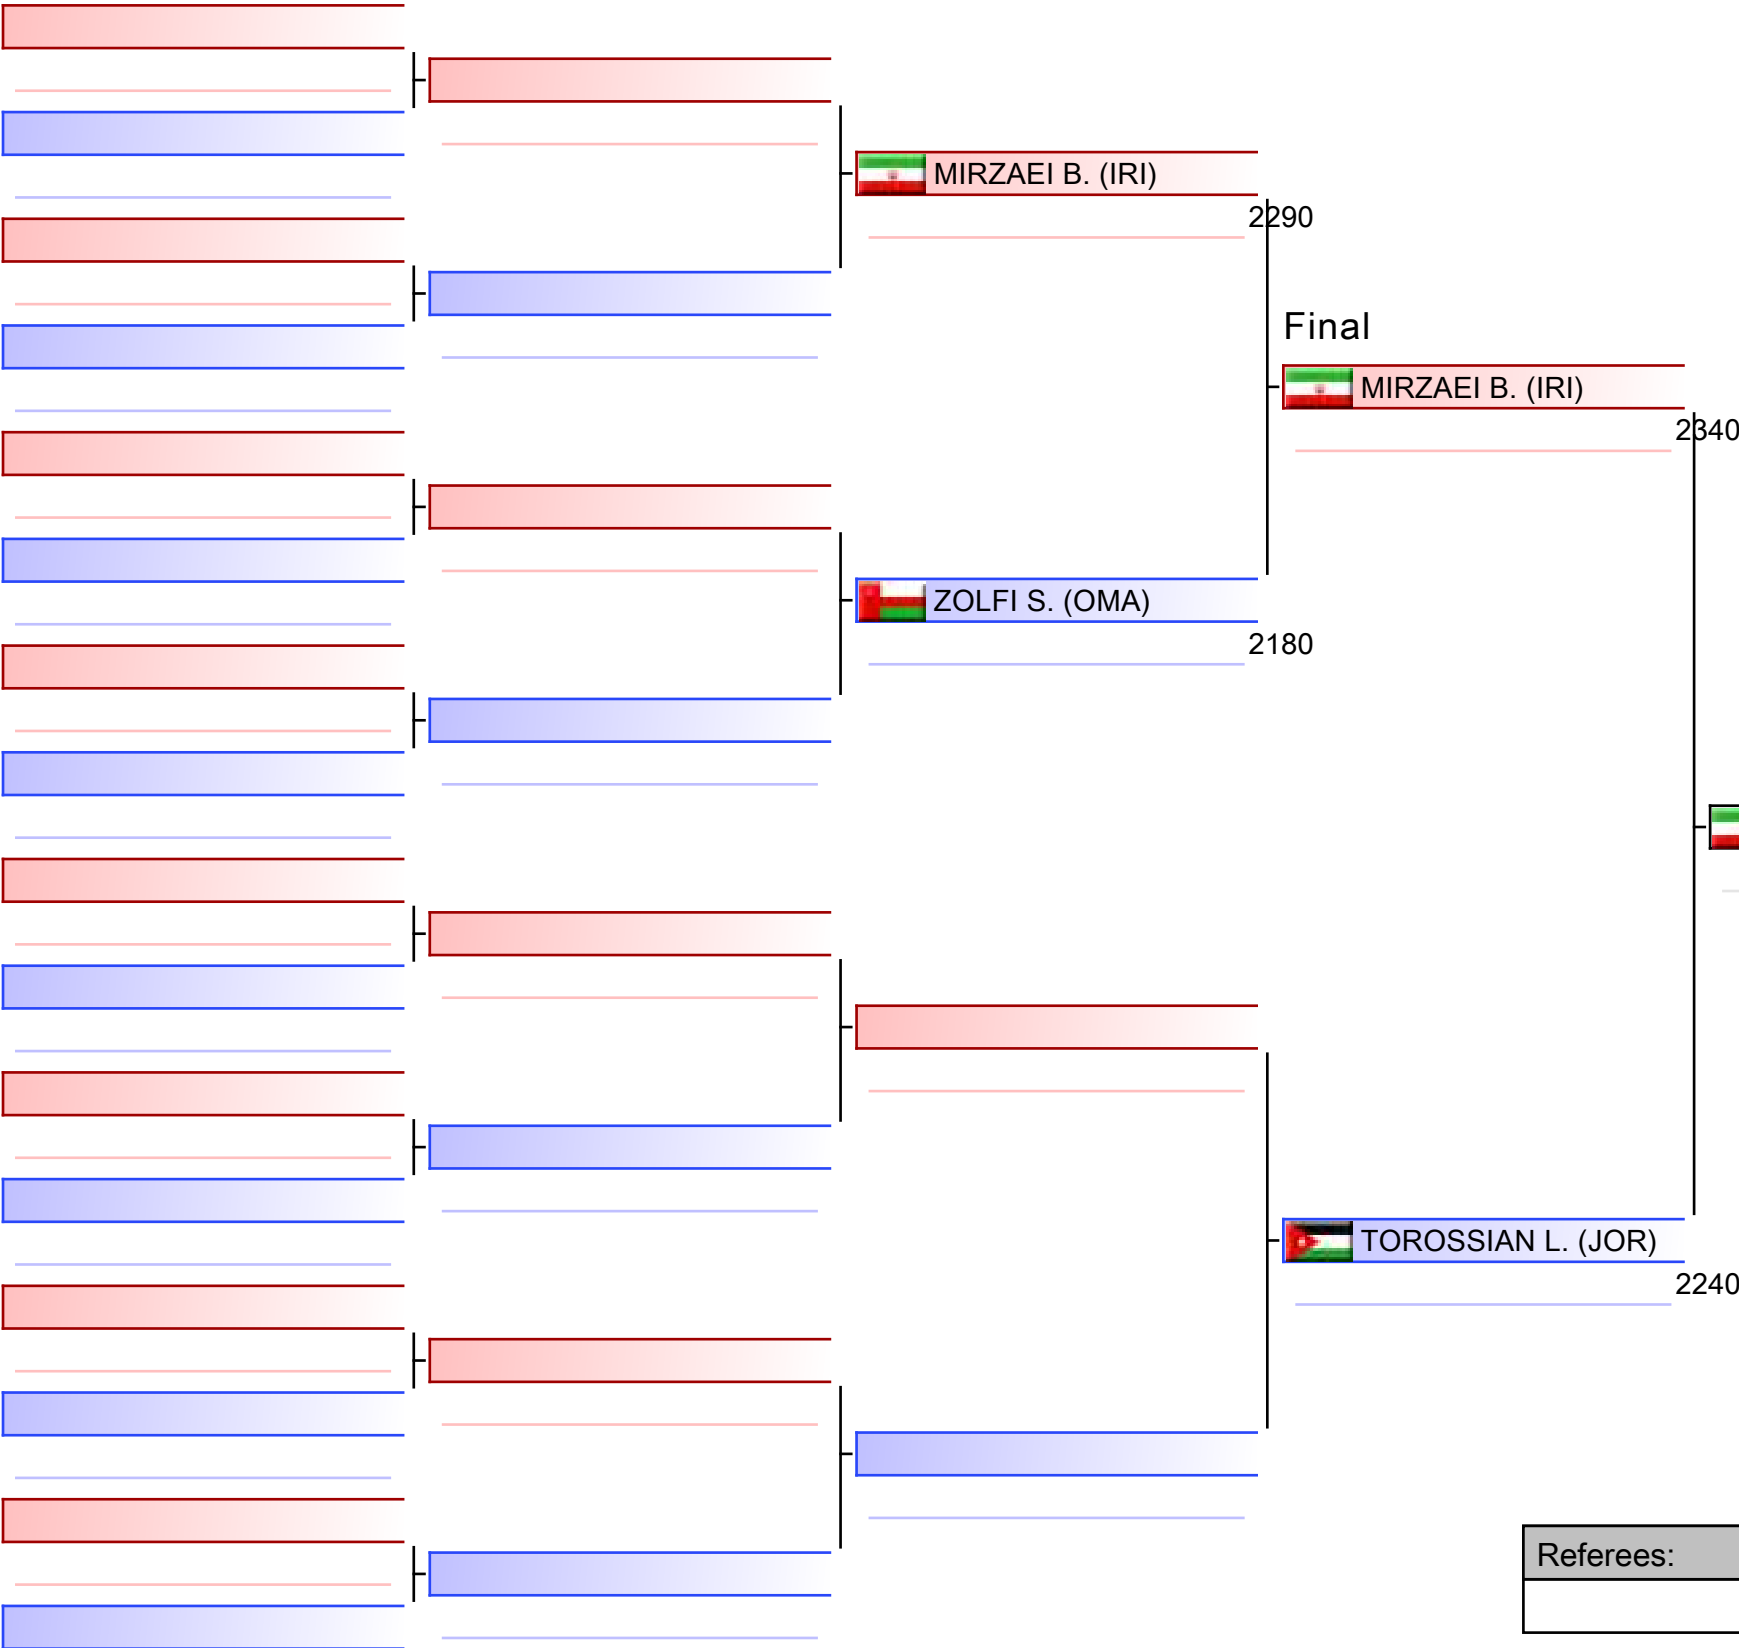 MIRZAEI B. (IRI)
2290
Final
MIRZAEI B. (IRI)
2340
ZOLFI S. (OMA)
2180
TOROSSIAN L. (JOR)
2240
Referees: